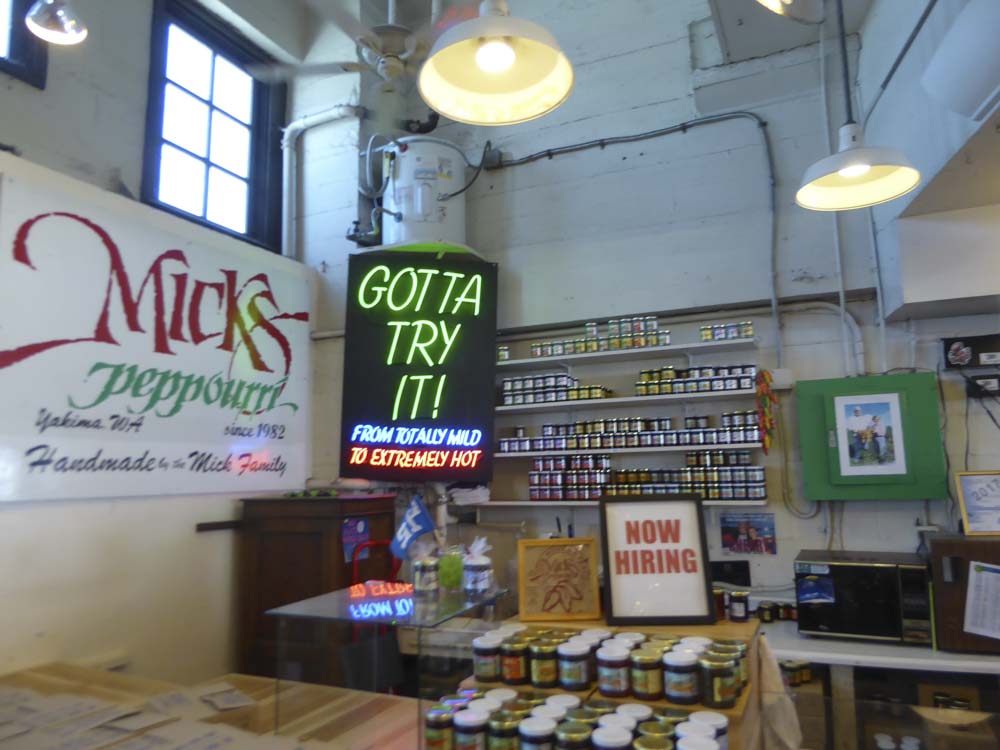 Mick's
peppourri
Yakima WA
since 1982
Handmade by the Mick Family
GOTTA
TRY
IT!
FROM TOTALLY MILD
TO EXTREMELY HOT
NOW
HIRING